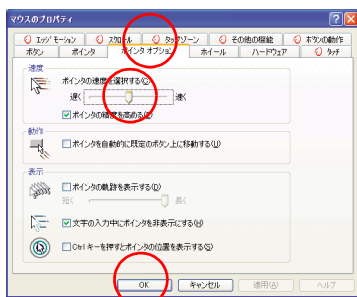 マウスのプロパティ
エッジ モーション スクロール タップゾーン その他の機能 ボタンの動作
ボタン ポインタ ポインタ オプション ホイール ハードウェア タッチ
速度
ポインタの速度を選択する(C)
遅く 速く
ポインタの精度を高める(E)
動作
ポインタを自動的に既定のボタン上に移動する(U)
表示
ポインタの軌跡を表示する(D)
短く 長く
文字の入力中にポインタを非表示にする(H)
Ctrl キーを押すとポインタの位置を表示する(S)
OK キャンセル 適用(A) ヘルプ